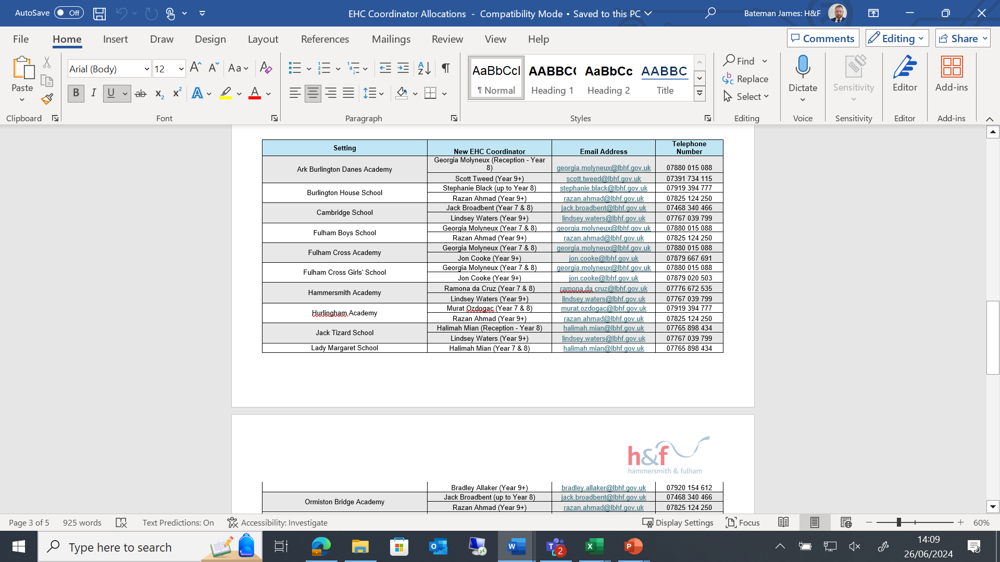 AutoSave Off EHC Coordinator Allocations - Compatibility Mode • Saved to this PC Bateman James: H&F
File Home Insert Draw Design Layout References Mailings Review View Help Comments Editing Share
Paste
Arial (Body) 12 Aa
B I U ab x2 x2 A A
AaBbCcI AABBC( AaBbCc AABBC
¶ Normal Heading 1 Heading 2 Title
Find
Replace
Select
Dictate Sensitivity Editor Add-ins
Clipboard Font Paragraph Styles Editing Voice Sensitivity Editor Add-ins
Setting New EHC Coordinator Email Address Telephone Number
Ark Burlington Danes Academy
Georgia Molyneux (Reception - Year 8) georgia.molyneux@lbhf.gov.uk 07880 015 088
Scott Tweed (Year 9+) scott.tweed@lbhf.gov.uk 07391 734 115
Burlington House School
Stephanie Black (up to Year 8) stephanie.black@lbhf.gov.uk 07919 394 777
Razan Ahmad (Year 9+) razan.ahmad@lbhf.gov.uk 07825 124 250
Cambridge School
Jack Broadbent (Year 7 & 8) jack.broadbent@lbhf.gov.uk 07468 340 466
Lindsey Waters (Year 9+) lindsey.waters@lbhf.gov.uk 07767 039 799
Fulham Boys School
Georgia Molyneux (Year 7 & 8) georgia.molyneux@lbhf.gov.uk 07880 015 088
Razan Ahmad (Year 9+) razan.ahmad@lbhf.gov.uk 07825 124 250
Fulham Cross Academy
Georgia Molyneux (Year 7 & 8) georgia.molyneux@lbhf.gov.uk 07880 015 088
Jon Cooke (Year 9+) jon.cooke@lbhf.gov.uk 07879 667 691
Fulham Cross Girls' School
Georgia Molyneux (Year 7 & 8) georgia.molyneux@lbhf.gov.uk 07880 015 088
Jon Cooke (Year 9+) jon.cooke@lbhf.gov.uk 07879 020 503
Hammersmith Academy
Ramona da Cruz (Year 7 & 8) ramona.da cruz@lbhf.gov.uk 07776 672 535
Lindsey Waters (Year 9+) lindsey.waters@lbhf.gov.uk 07767 039 799
Hurlingham Academy
Murat Ozdogac (Year 7 & 8) murat.ozdogac@lbhf.gov.uk 07919 394 777
Razan Ahmad (Year 9+) razan.ahmad@lbhf.gov.uk 07825 124 250
Jack Tizard School
Halimah Mian (Reception - Year 8) halimah.mian@lbhf.gov.uk 07765 898 434
Lindsey Waters (Year 9+) lindsey.waters@lbhf.gov.uk 07767 039 799
Lady Margaret School Halimah Mian (Year 7 & 8) halimah.mian@lbhf.gov.uk 07765 898 434
h&f
hammersmith & fulham
Bradley Allaker (Year 9+) bradley.allaker@lbhf.gov.uk 07920 154 612
Ormiston Bridge Academy
Jack Broadbent (up to Year 8) jack.broadbent@lbhf.gov.uk 07468 340 466
Razan Ahmad (Year 9+) razan.ahmad@lbhf.gov.uk 07825 124 250
Page 3 of 5 925 words Text Predictions: On Accessibility: Investigate Display Settings Focus 60%
Type here to search 2 14:09
26/06/2024